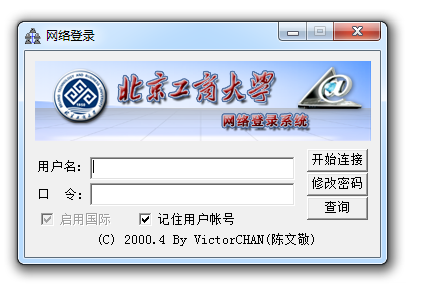 网络登录
北京工商大学
网络登录系统
用户名:
开始连接
口 令:
修改密码
查询
启用国际
记住用户帐号
(C) 2000.4 By VictorCHAN(陈文敬)